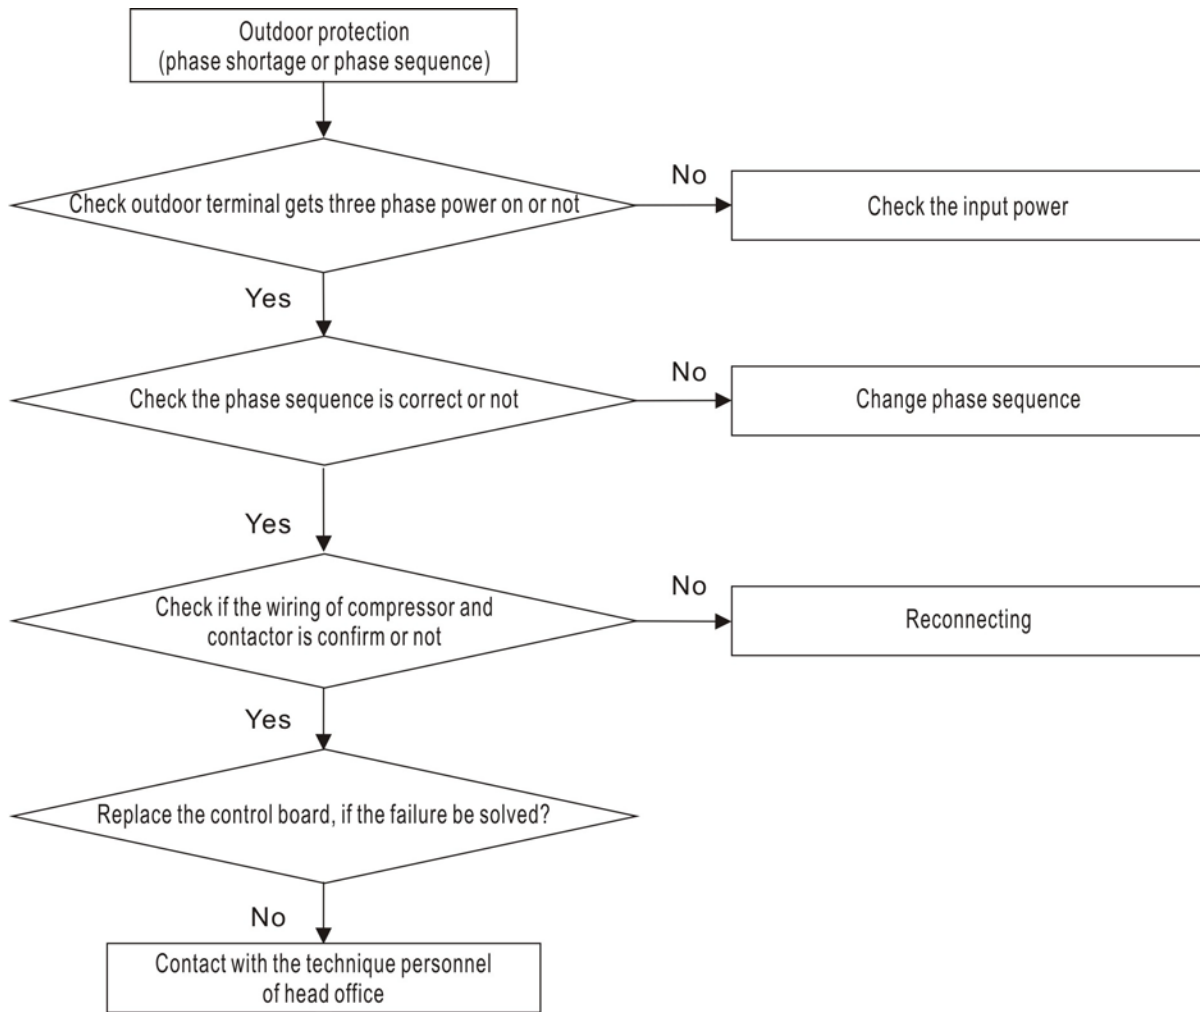 Outdoor protection
(phase shortage or phase sequence)
Check outdoor terminal gets three phase power on or not
No
Check the input power
Yes
Check the phase sequence is correct or not
No
Change phase sequence
Yes
Check if the wiring of compressor and
contactor is confirm or not
No
Reconnecting
Yes
Replace the control board, if the failure be solved?
No
Contact with the technique personnel
of head office